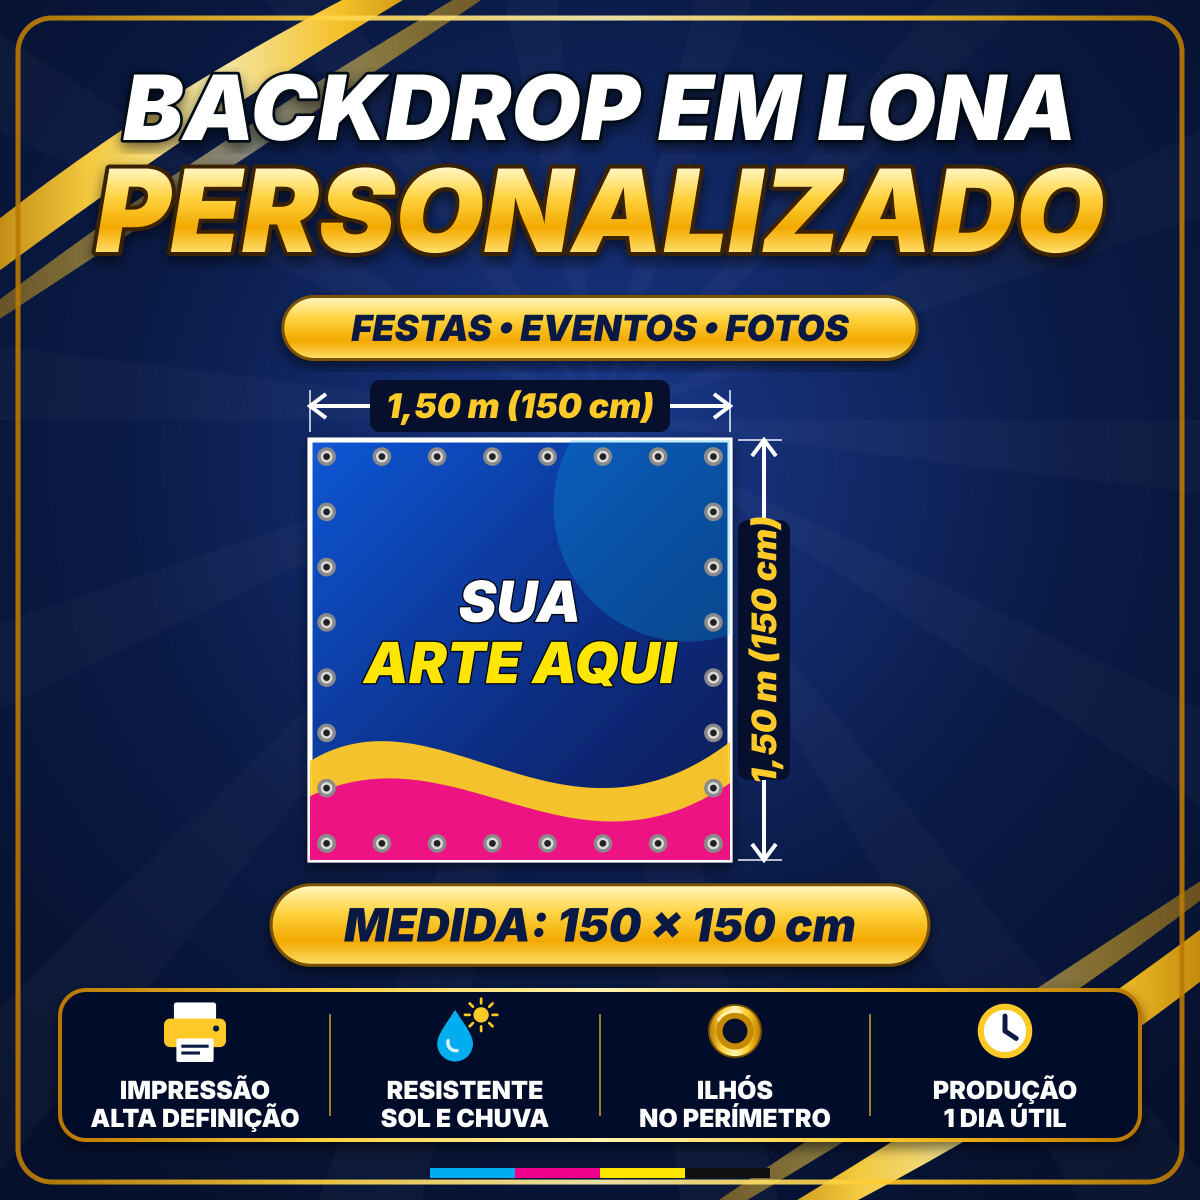 BACKDROP EM LONA
PERSONALIZADO
FESTAS • EVENTOS • FOTOS
1,50 m (150 cm)
1,50 m (150 cm)
SUA
ARTE AQUI
MEDIDA: 150 × 150 cm
IMPRESSÃO
ALTA DEFINIÇÃO
RESISTENTE
SOL E CHUVA
ILHÓS
NO PERÍMETRO
PRODUÇÃO
1 DIA ÚTIL